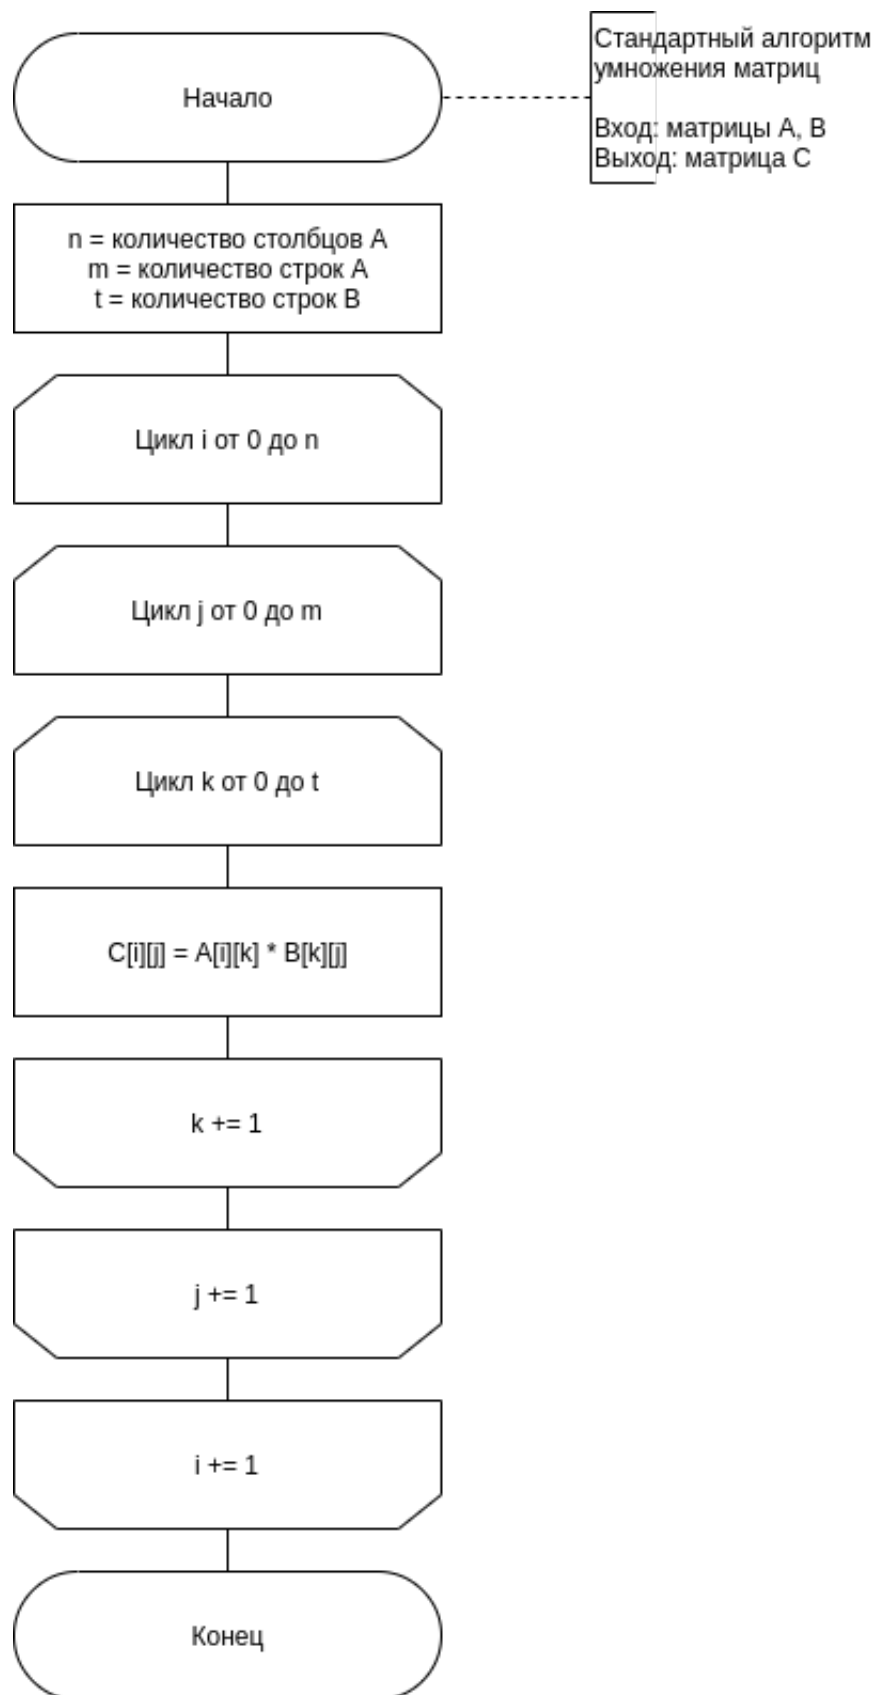 Начало
Стандартный алгоритм
умножения матриц
Вход: матрицы A, B
Выход: матрица C
n = количество столбцов A
m = количество строк A
t = количество строк B
Цикл i от 0 до n
Цикл j от 0 до m
Цикл k от 0 до t
C[i][j] = A[i][k] * B[k][j]
k += 1
j += 1
i += 1
Конец